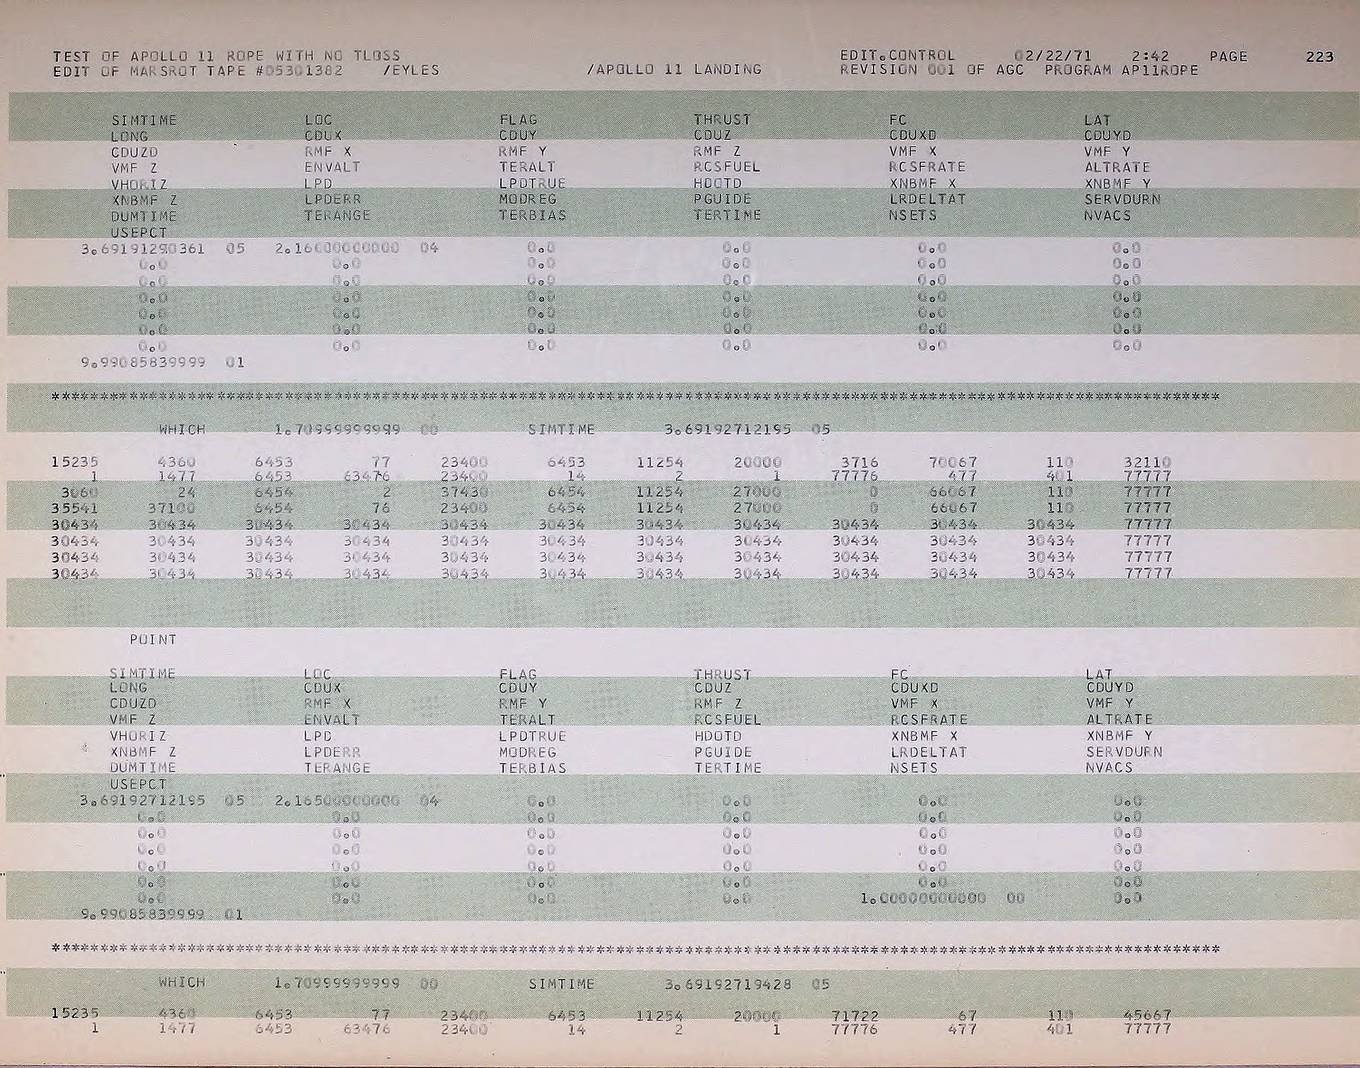 TEST OF APOLLO 11 ROPE WITH NO TLOSS EDIT.CONTROL 02/22/71 2:42 PAGE 223
EDIT OF MARSROT TAPE #05301382 /EYLES /APOLLO 11 LANDING REVISION 001 OF AGC PROGRAM AP11ROPE
SIMTIME LOC FLAG THRUST FC LAT
LONG CDUX CDUY CDUZ CDUXD CDUYD
CDUZD RMF X RMF Y RMF Z VMF X VMF Y
VMF Z ENVALT TERALT RCSFUEL RCSFRATE ALTRATE
VHORIZ LPD LPDTRUE HDOTD XNBMF X XNBMF Y
XNBMF Z LPDERR MODREG PGUIDE LRDELTAT SERVDURN
DUMTIME TERANGE TERBIAS TERTIME NSETS NVACS
USEPCT
3.69191290361 05 2.16000000000 04 0.0 0.0 0.0 0.0
0.0 0.0 0.0 0.0 0.0 0.0
0.0 0.0 0.0 0.0 0.0 0.0
0.0 0.0 0.0 0.0 0.0 0.0
0.0 0.0 0.0 0.0 0.0 0.0
0.0 0.0 0.0 0.0 0.0 0.0
0.0 0.0 0.0 0.0 0.0 0.0
9.99085839999 01
************************************************************************************************************************
WHICH 1.70999999999 00 SIMTIME 3.69192712195 05
15235 4360 6453 77 23400 6453 11254 20000 3716 70067 110 32110
1 1477 6453 63476 23400 14 2 1 77776 477 401 77777
3060 24 6454 2 37430 6454 11254 27000 0 66067 110 77777
35541 37100 6454 76 23400 6454 11254 27000 0 66067 110 77777
30434 30434 30434 30434 30434 30434 30434 30434 30434 30434 30434 77777
30434 30434 30434 30434 30434 30434 30434 30434 30434 30434 30434 77777
30434 30434 30434 30434 30434 30434 30434 30434 30434 30434 30434 77777
30434 30434 30434 30434 30434 30434 30434 30434 30434 30434 30434 77777
POINT
SIMTIME LOC FLAG THRUST FC LAT
LONG CDUX CDUY CDUZ CDUXD CDUYD
CDUZD RMF X RMF Y RMF Z VMF X VMF Y
VMF Z ENVALT TERALT RCSFUEL RCSFRATE ALTRATE
VHORIZ LPD LPDTRUE HDOTD XNBMF X XNBMF Y
XNBMF Z LPDERR MODREG PGUIDE LRDELTAT SERVDURN
DUMTIME TERANGE TERBIAS TERTIME NSETS NVACS
USEPCT
3.69192712195 05 2.16500000000 04 0.0 0.0 0.0 0.0
0.0 0.0 0.0 0.0 0.0 0.0
0.0 0.0 0.0 0.0 0.0 0.0
0.0 0.0 0.0 0.0 0.0 0.0
0.0 0.0 0.0 0.0 0.0 0.0
0.0 0.0 0.0 0.0 0.0 0.0
0.0 0.0 0.0 0.0 1.00000000000 00 0.0
9.99085839999 01
************************************************************************************************************************
WHICH 1.70999999999 00 SIMTIME 3.69192719428 05
15235 4360 6453 77 23400 6453 11254 20000 71722 67 110 45667
1 1477 6453 63476 23400 14 2 1 77776 477 401 77777